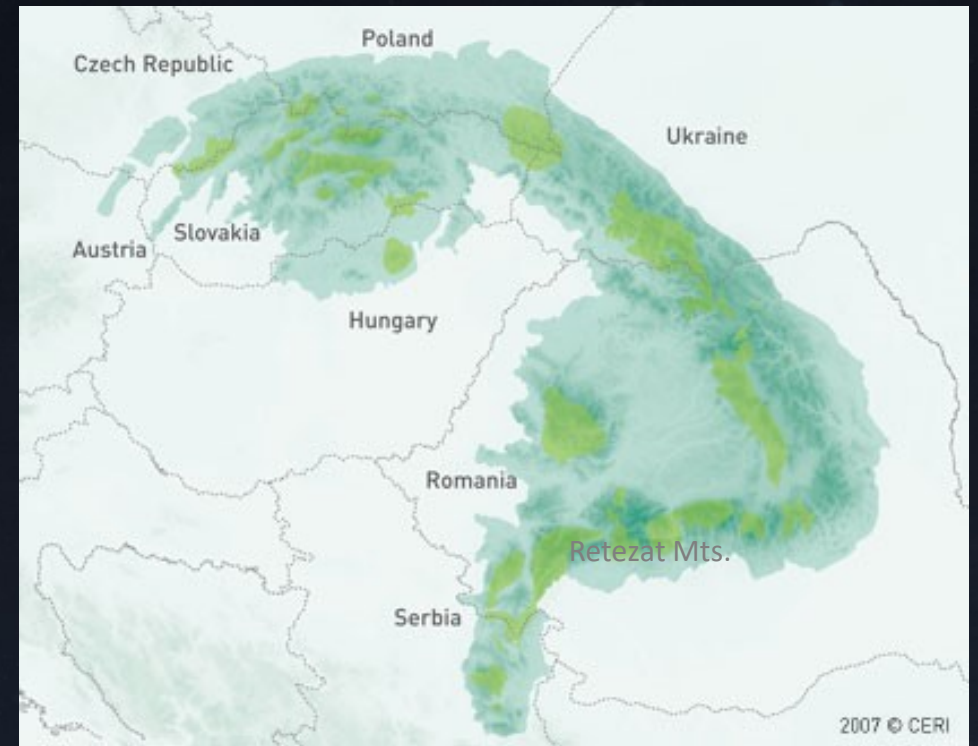 Poland
Czech Republic
Ukraine
Slovakia
Austria
Hungary
Romania
Retezat Mts.
Serbia
2007 © CERI